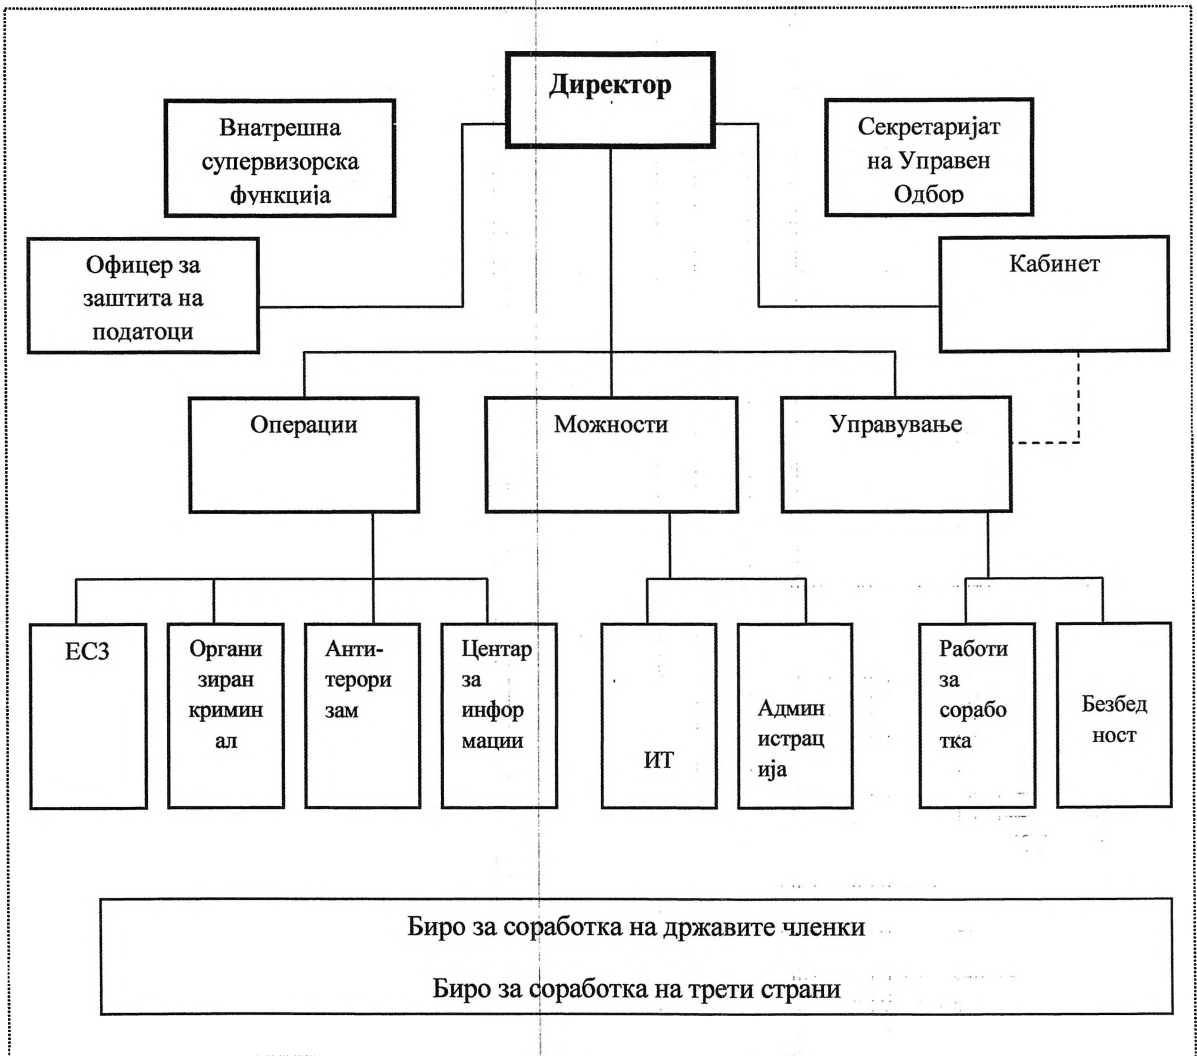 Директор
Внатрешна
супервизорска
функција
Секретаријат
на Управен
Одбор
Офицер за
заштита на
податоци
Кабинет
Операции
Можности
Управување
ЕС3
Органи
зиран
кримин
ал
Анти-
терори
зам
Центар
за
инфор
мации
ИТ
Админ
истрац
ија
Работи
за
сорабо
тка
Безбед
ност
Биро за соработка на државите членки
Биро за соработка на трети страни